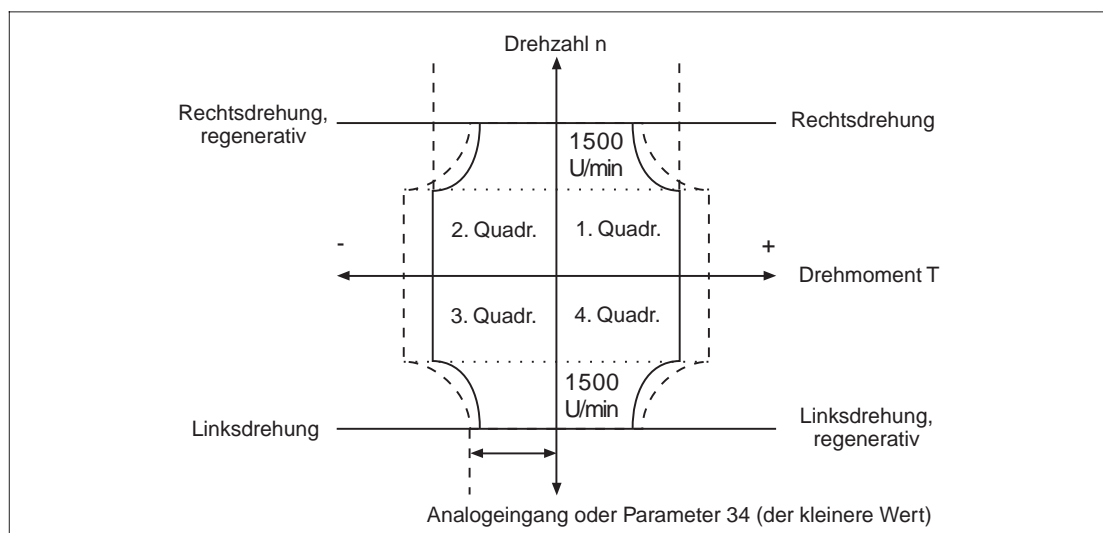 Drehzahl n
Rechtsdrehung,
regenerativ
Rechtsdrehung
1500
U/min
2. Quadr.
1. Quadr.
-
+
Drehmoment T
3. Quadr.
4. Quadr.
1500
U/min
Linksdrehung
Linksdrehung,
regenerativ
Analogeingang oder Parameter 34 (der kleinere Wert)